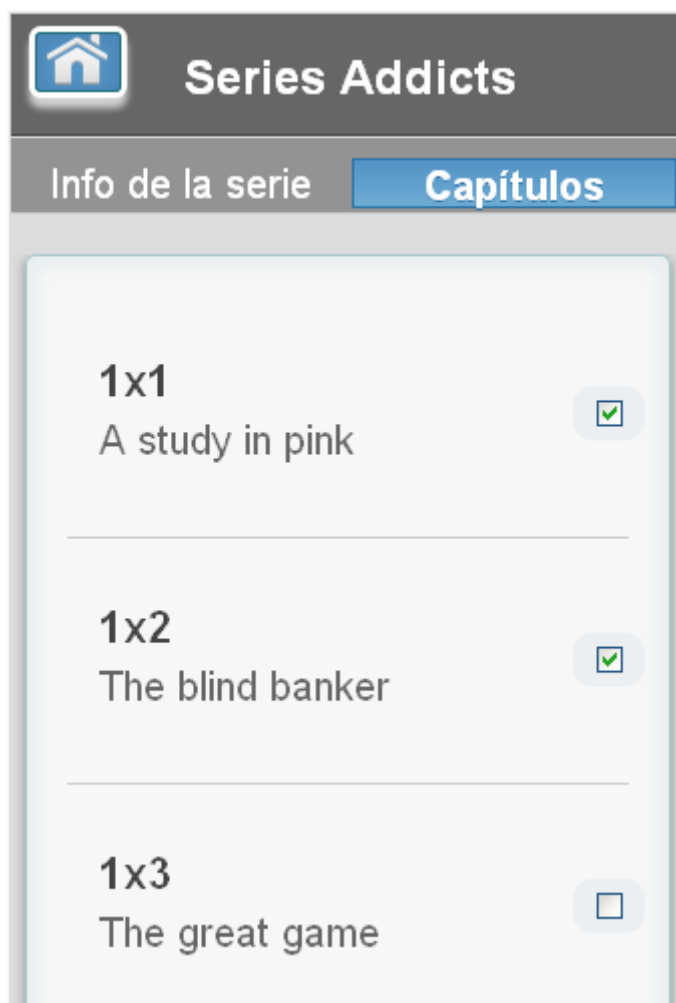 Series Addicts
Info de la serie Capítulos
1x1
A study in pink
1x2
The blind banker
1x3
The great game